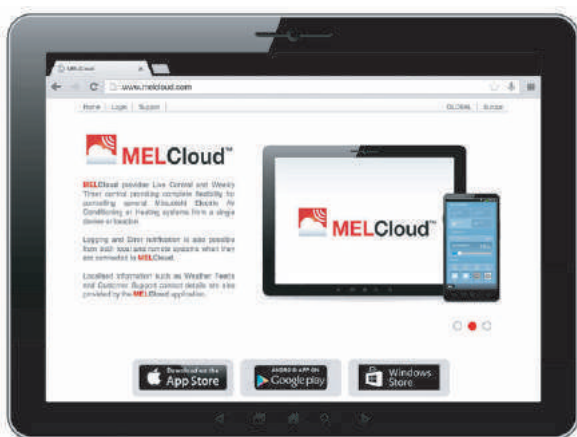 MELCloud
www.melcloud.com
Home | Login | Support |
GLOBAL | Europe
MELCloud™
MELCloud provides Live Control and Weekly
Timer control providing complete flexibility for
controlling several Mitsubishi Electric Air
Conditioning or Heating systems from a single
device or location.
Logging and Error notification is also possible
from both local and remote systems when they
are connected to MELCloud.
Localised information such as Weather Feeds
and Customer Support contact details are also
provided by the MELCloud application.
MELCloud™
Download on the
App Store
ANDROID APP ON
Google play
Windows
Store